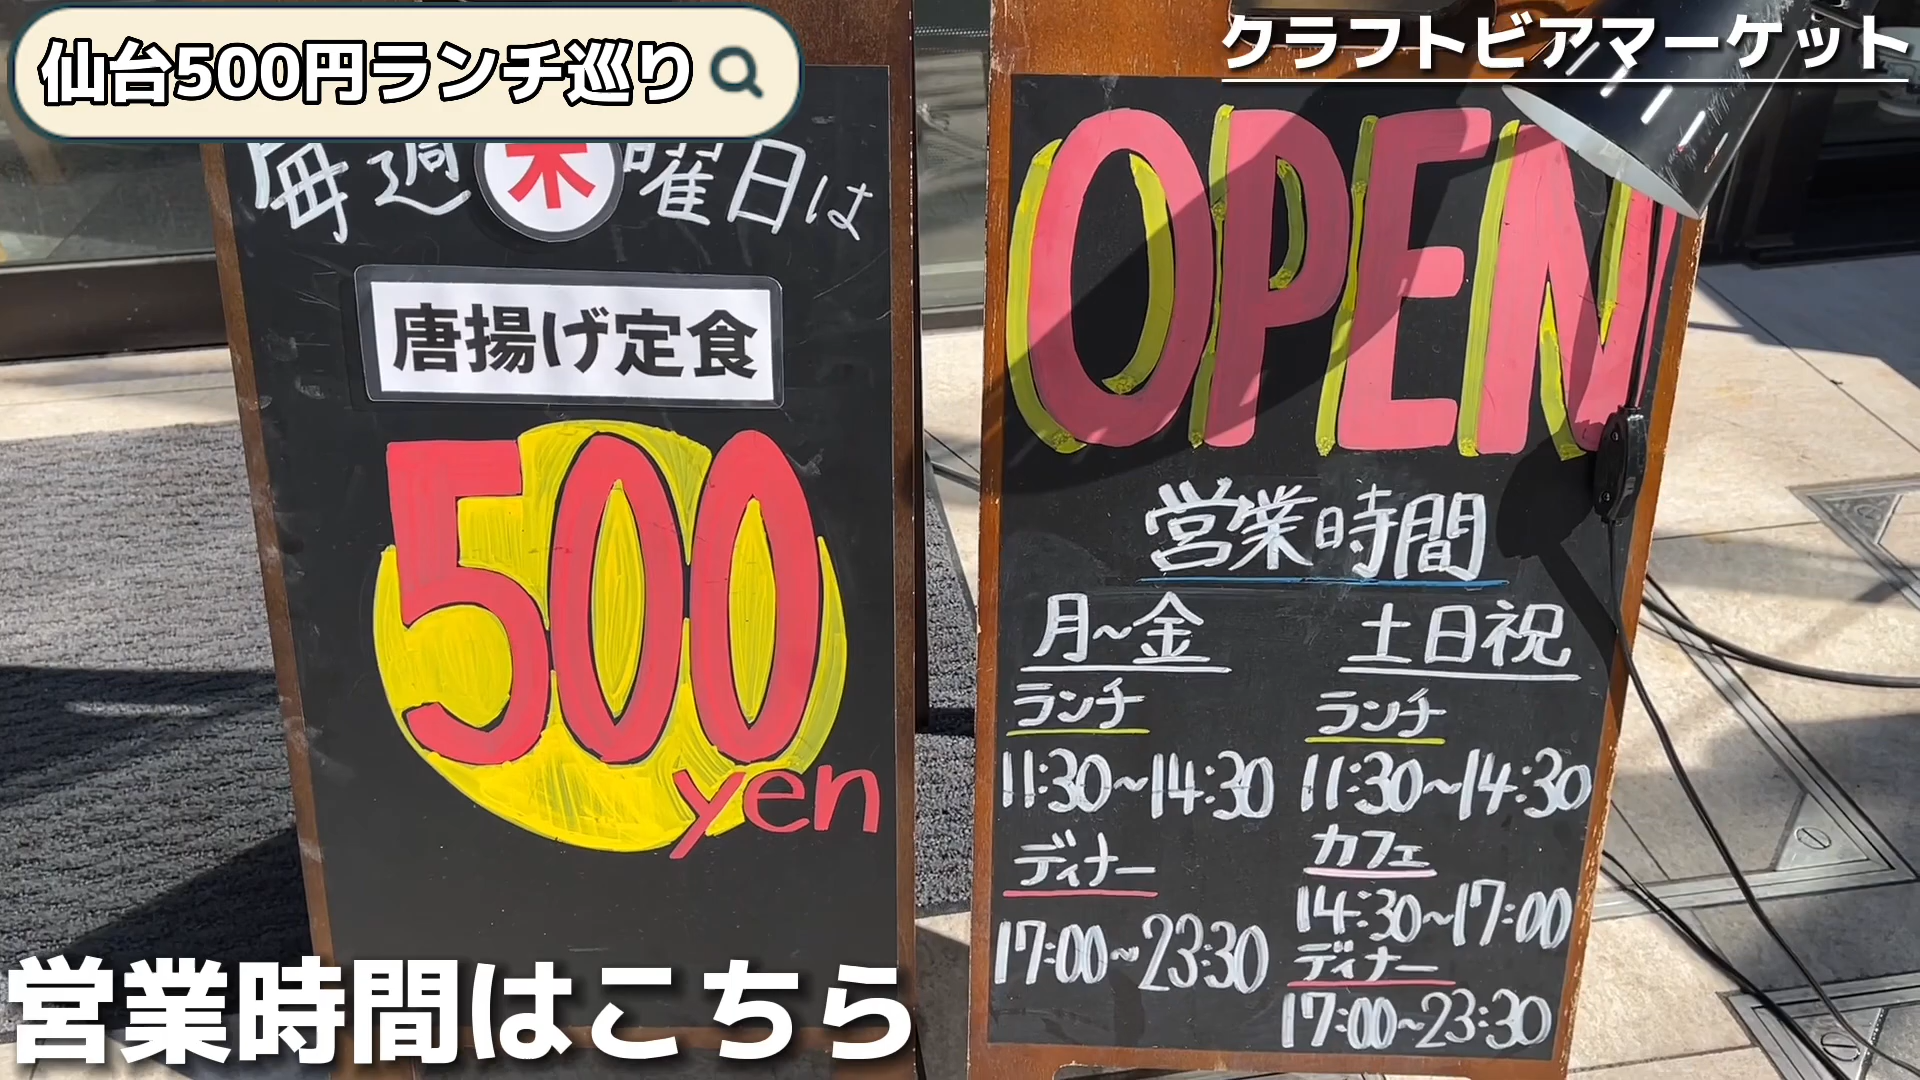 仙台500円ランチ巡り
クラフトビアマーケット
毎週木曜日は
唐揚げ定食
500
yen
OPEN
営業時間
月~金
ランチ
11:30~14:30
ディナー
17:00~23:30
土日祝
ランチ
11:30~14:30
カフェ
14:30~17:00
ディナー
17:00~23:30
営業時間はこちら